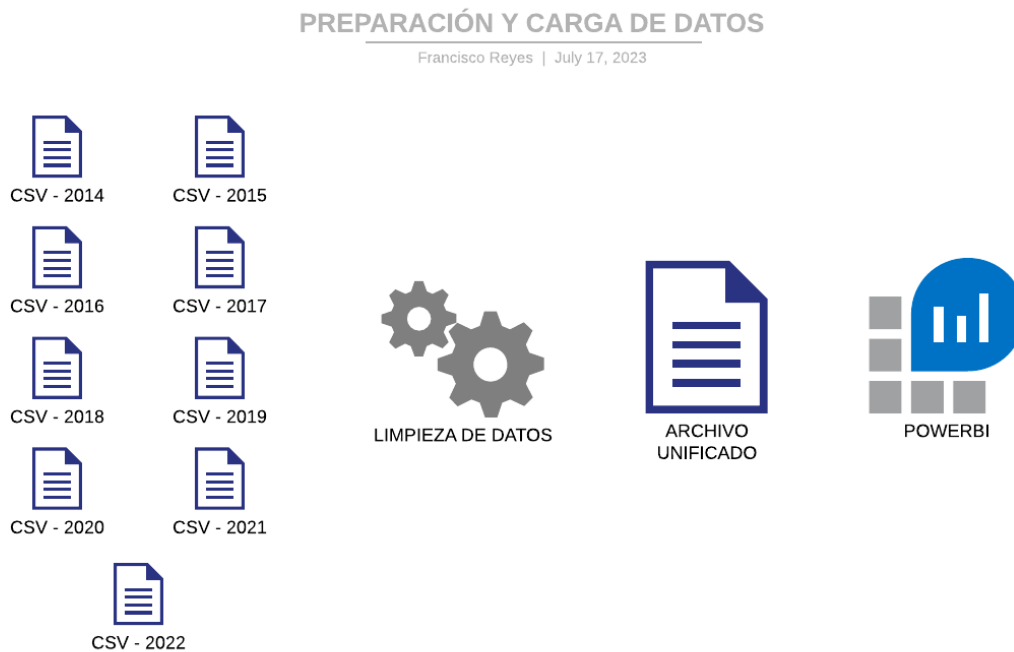 PREPARACIÓN Y CARGA DE DATOS
Francisco Reyes | July 17, 2023
CSV - 2014
CSV - 2015
CSV - 2016
CSV - 2017
CSV - 2018
CSV - 2019
CSV - 2020
CSV - 2021
CSV - 2022
LIMPIEZA DE DATOS
ARCHIVO
UNIFICADO
POWERBI